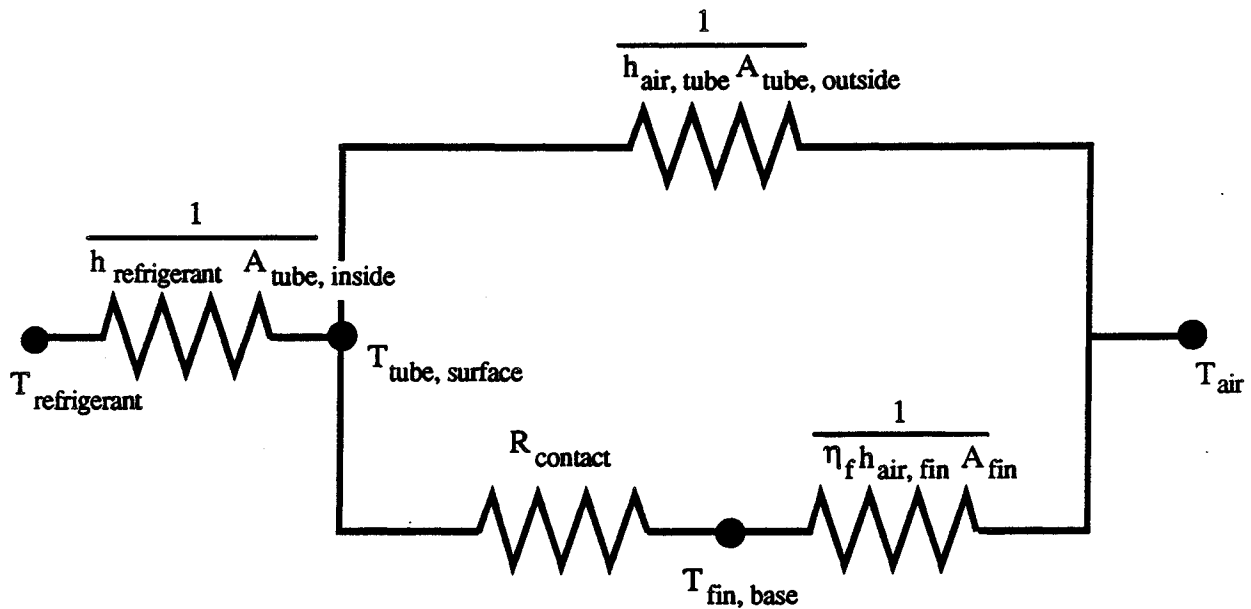 1
h air, tube A tube, outside
1
h refrigerant A tube, inside
T refrigerant
T tube, surface
T air
R contact
1
η f h air, fin A fin
T fin, base